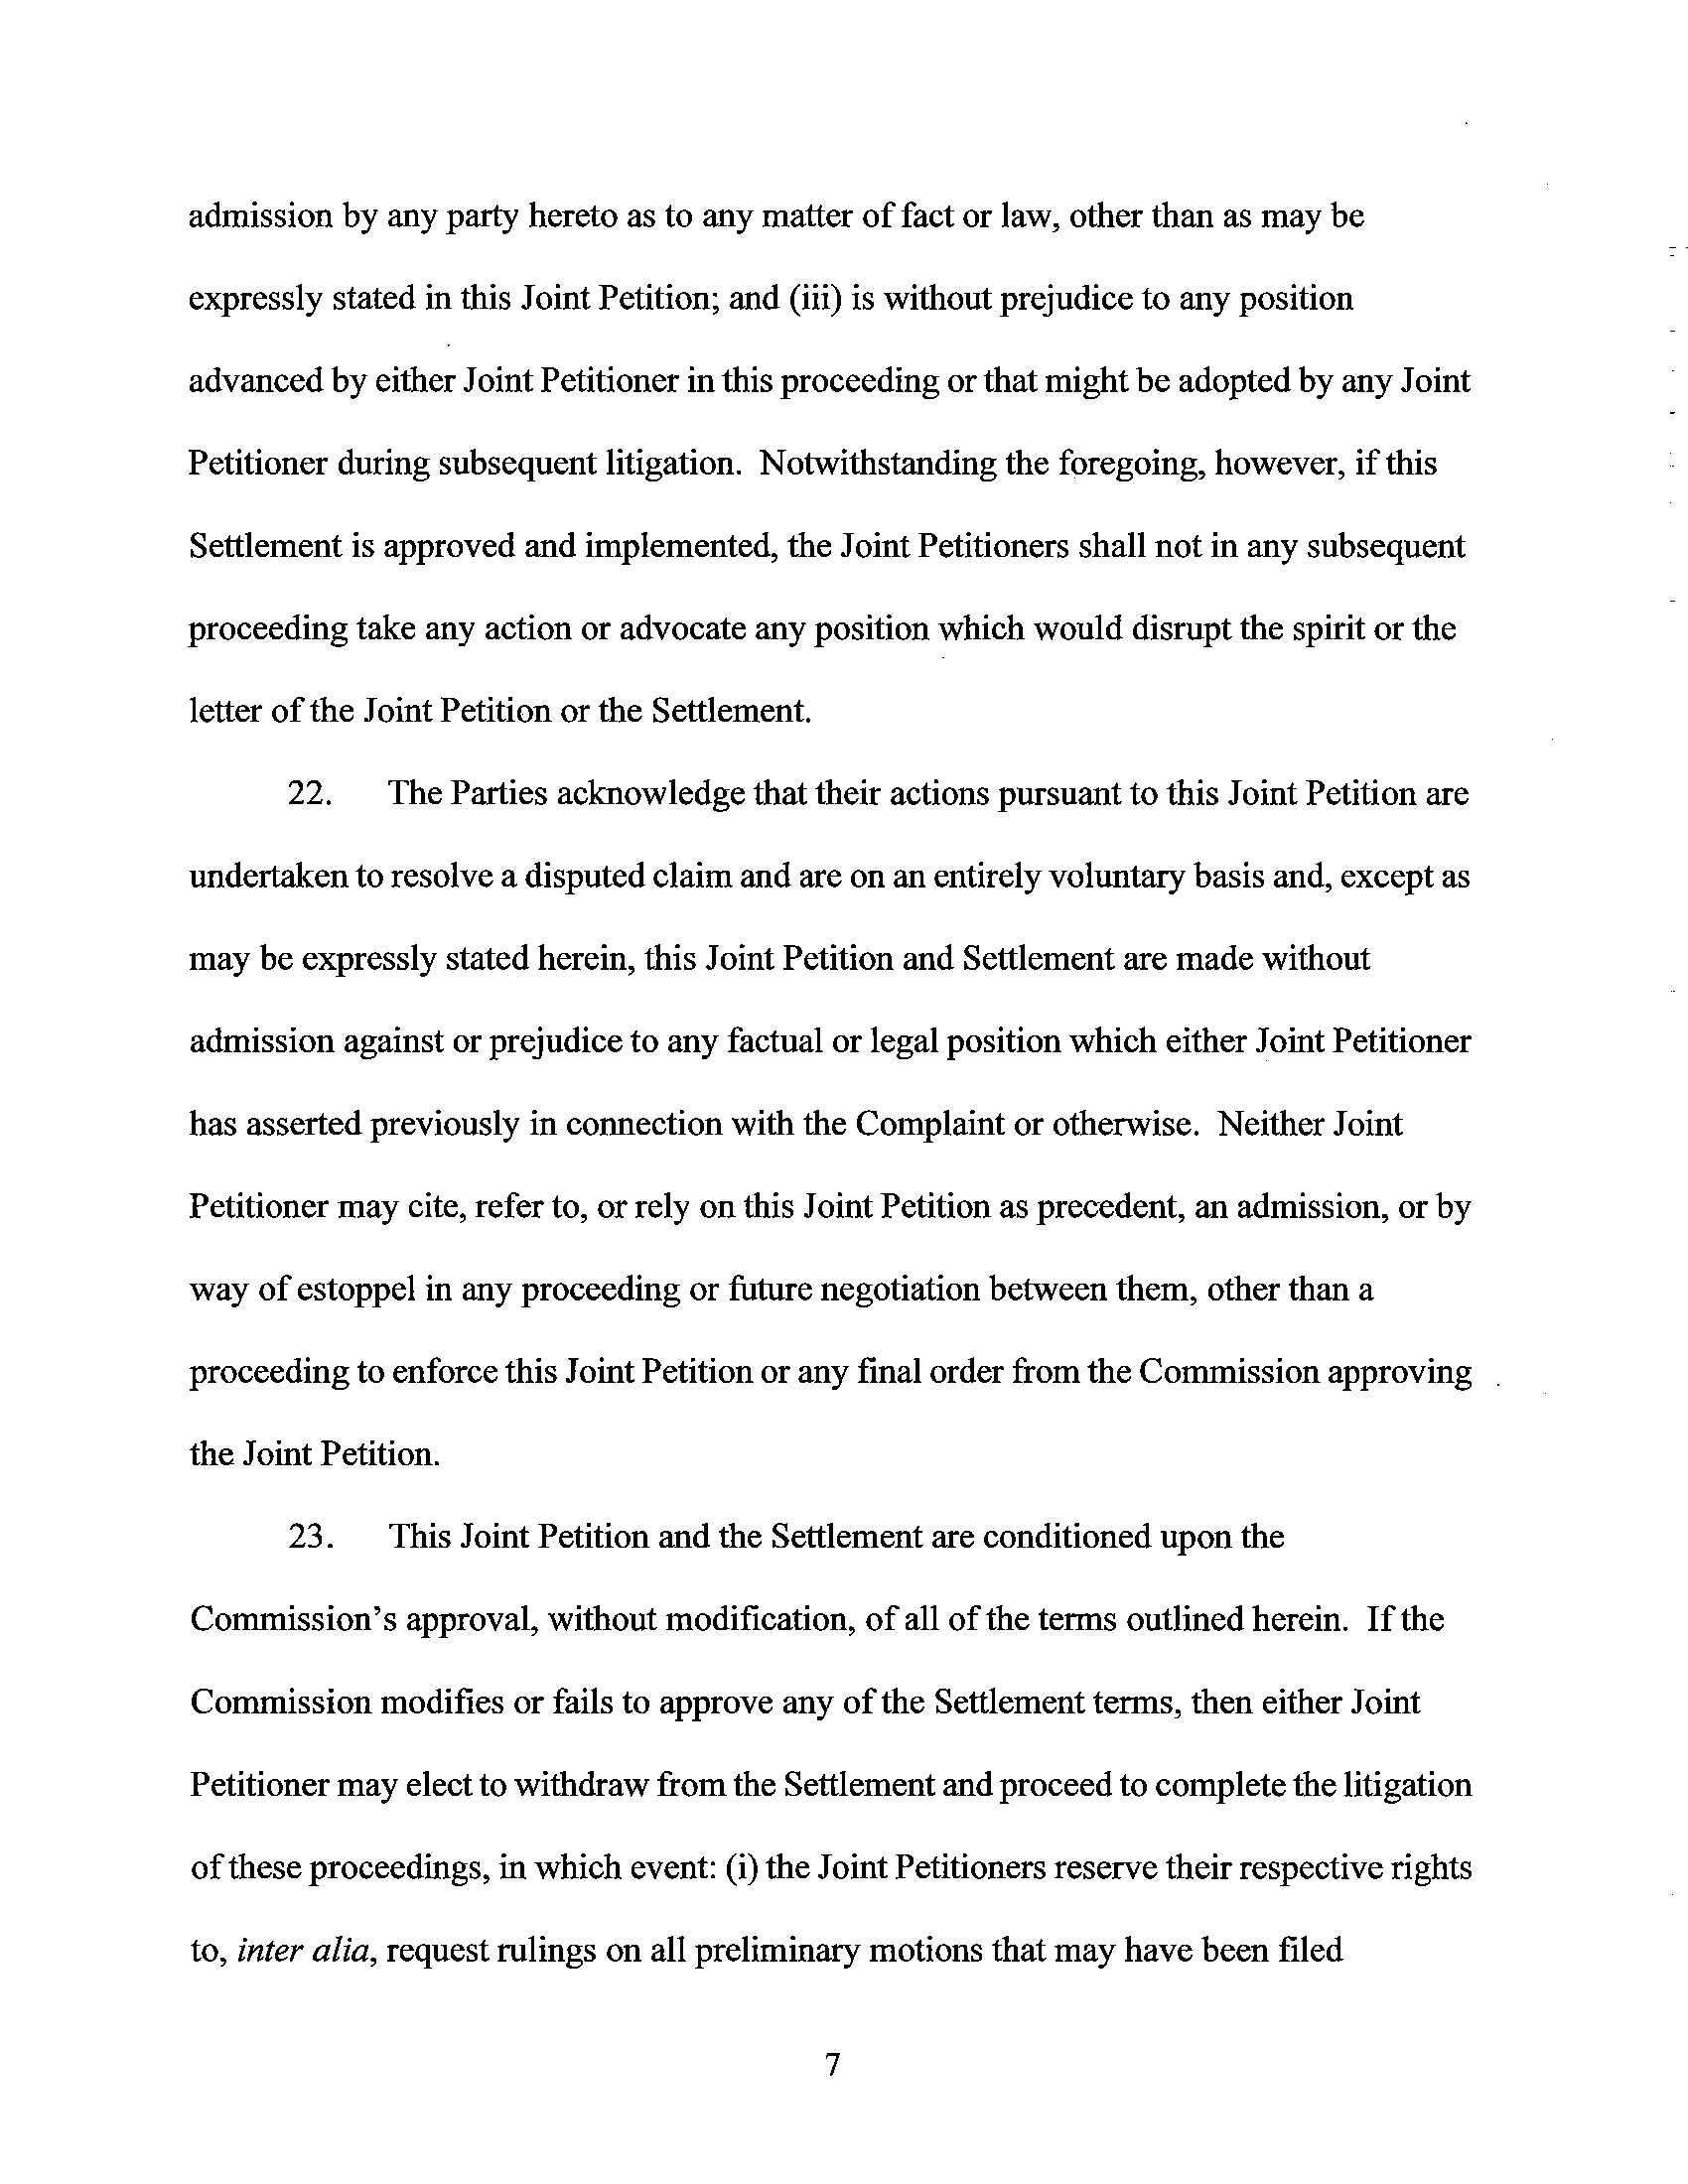 admission by any party hereto as to any matter of fact or law, other than as may be
expressly stated in this Joint Petition; and (iii) is without prejudice to any position
advanced by either Joint Petitioner in this proceeding or that might be adopted by any Joint
Petitioner during subsequent litigation. Notwithstanding the foregoing, however, if this
Settlement is approved and implemented, the Joint Petitioners shall not in any subsequent
proceeding take any action or advocate any position which would disrupt the spirit or the
letter of the Joint Petition or the Settlement.
22. The Parties acknowledge that their actions pursuant to this Joint Petition are
undertaken to resolve a disputed claim and are on an entirely voluntary basis and, except as
may be expressly stated herein, this Joint Petition and Settlement are made without
admission against or prejudice to any factual or legal position which either Joint Petitioner
has asserted previously in connection with the Complaint or otherwise. Neither Joint
Petitioner may cite, refer to, or rely on this Joint Petition as precedent, an admission, or by
way of estoppel in any proceeding or future negotiation between them, other than a
proceeding to enforce this Joint Petition or any final order from the Commission approving
the Joint Petition.
23. This Joint Petition and the Settlement are conditioned upon the
Commission's approval, without modification, of all of the terms outlined herein. If the
Commission modifies or fails to approve any of the Settlement terms, then either Joint
Petitioner may elect to withdraw from the Settlement and proceed to complete the litigation
of these proceedings, in which event: (i) the Joint Petitioners reserve their respective rights
to, inter alia, request rulings on all preliminary motions that may have been filed
7